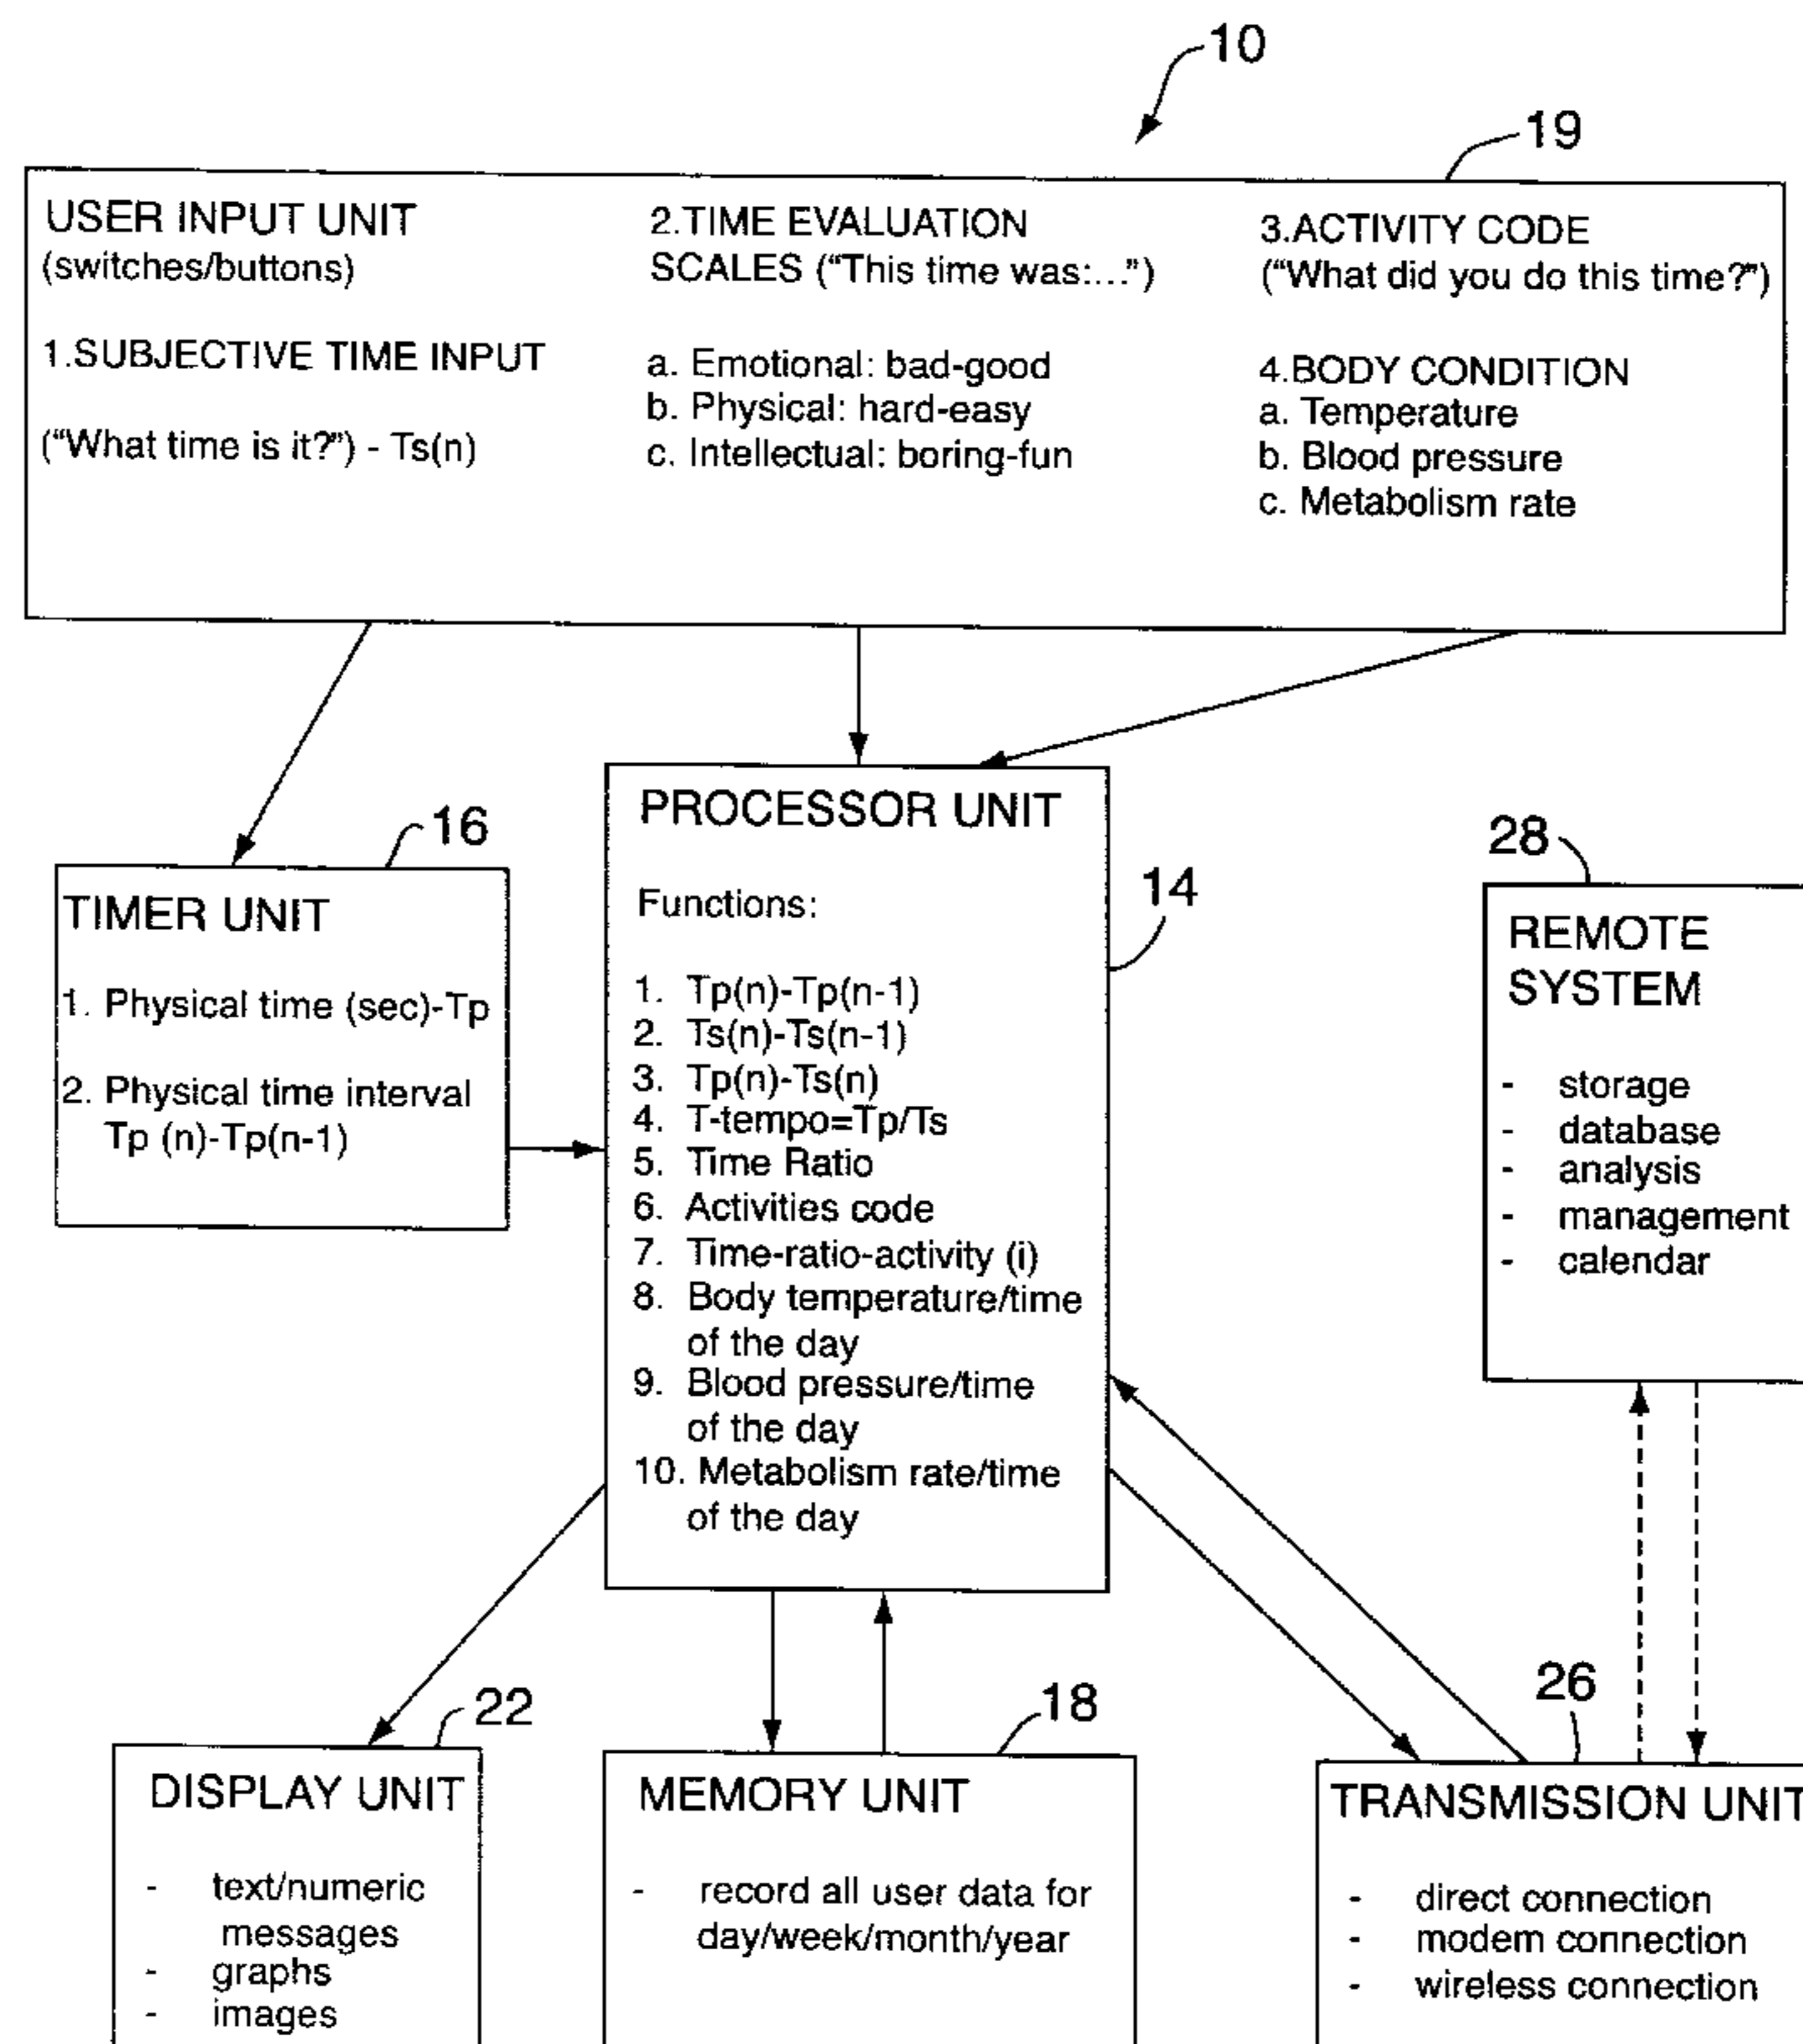 10
19
USER INPUT UNIT
(switches/buttons)
1.SUBJECTIVE TIME INPUT
("What time is it?") - Ts(n)
2.TIME EVALUATION
SCALES ("This time was:...")
a. Emotional: bad-good
b. Physical: hard-easy
c. Intellectual: boring-fun
3.ACTIVITY CODE
("What did you do this time?")
4.BODY CONDITION
a. Temperature
b. Blood pressure
c. Metabolism rate
16
TIMER UNIT
1. Physical time (sec)-Tp
2. Physical time interval
Tp (n)-Tp(n-1)
14
PROCESSOR UNIT
Functions:
1. Tp(n)-Tp(n-1)
2. Ts(n)-Ts(n-1)
3. Tp(n)-Ts(n)
4. T-tempo=Tp/Ts
5. Time Ratio
6. Activities code
7. Time-ratio-activity (i)
8. Body temperature/time
of the day
9. Blood pressure/time
of the day
10. Metabolism rate/time
of the day
28
REMOTE
SYSTEM
- storage
- database
- analysis
- management
- calendar
22
DISPLAY UNIT
- text/numeric
messages
- graphs
- images
18
MEMORY UNIT
- record all user data for
day/week/month/year
26
TRANSMISSION UNIT
- direct connection
- modem connection
- wireless connection